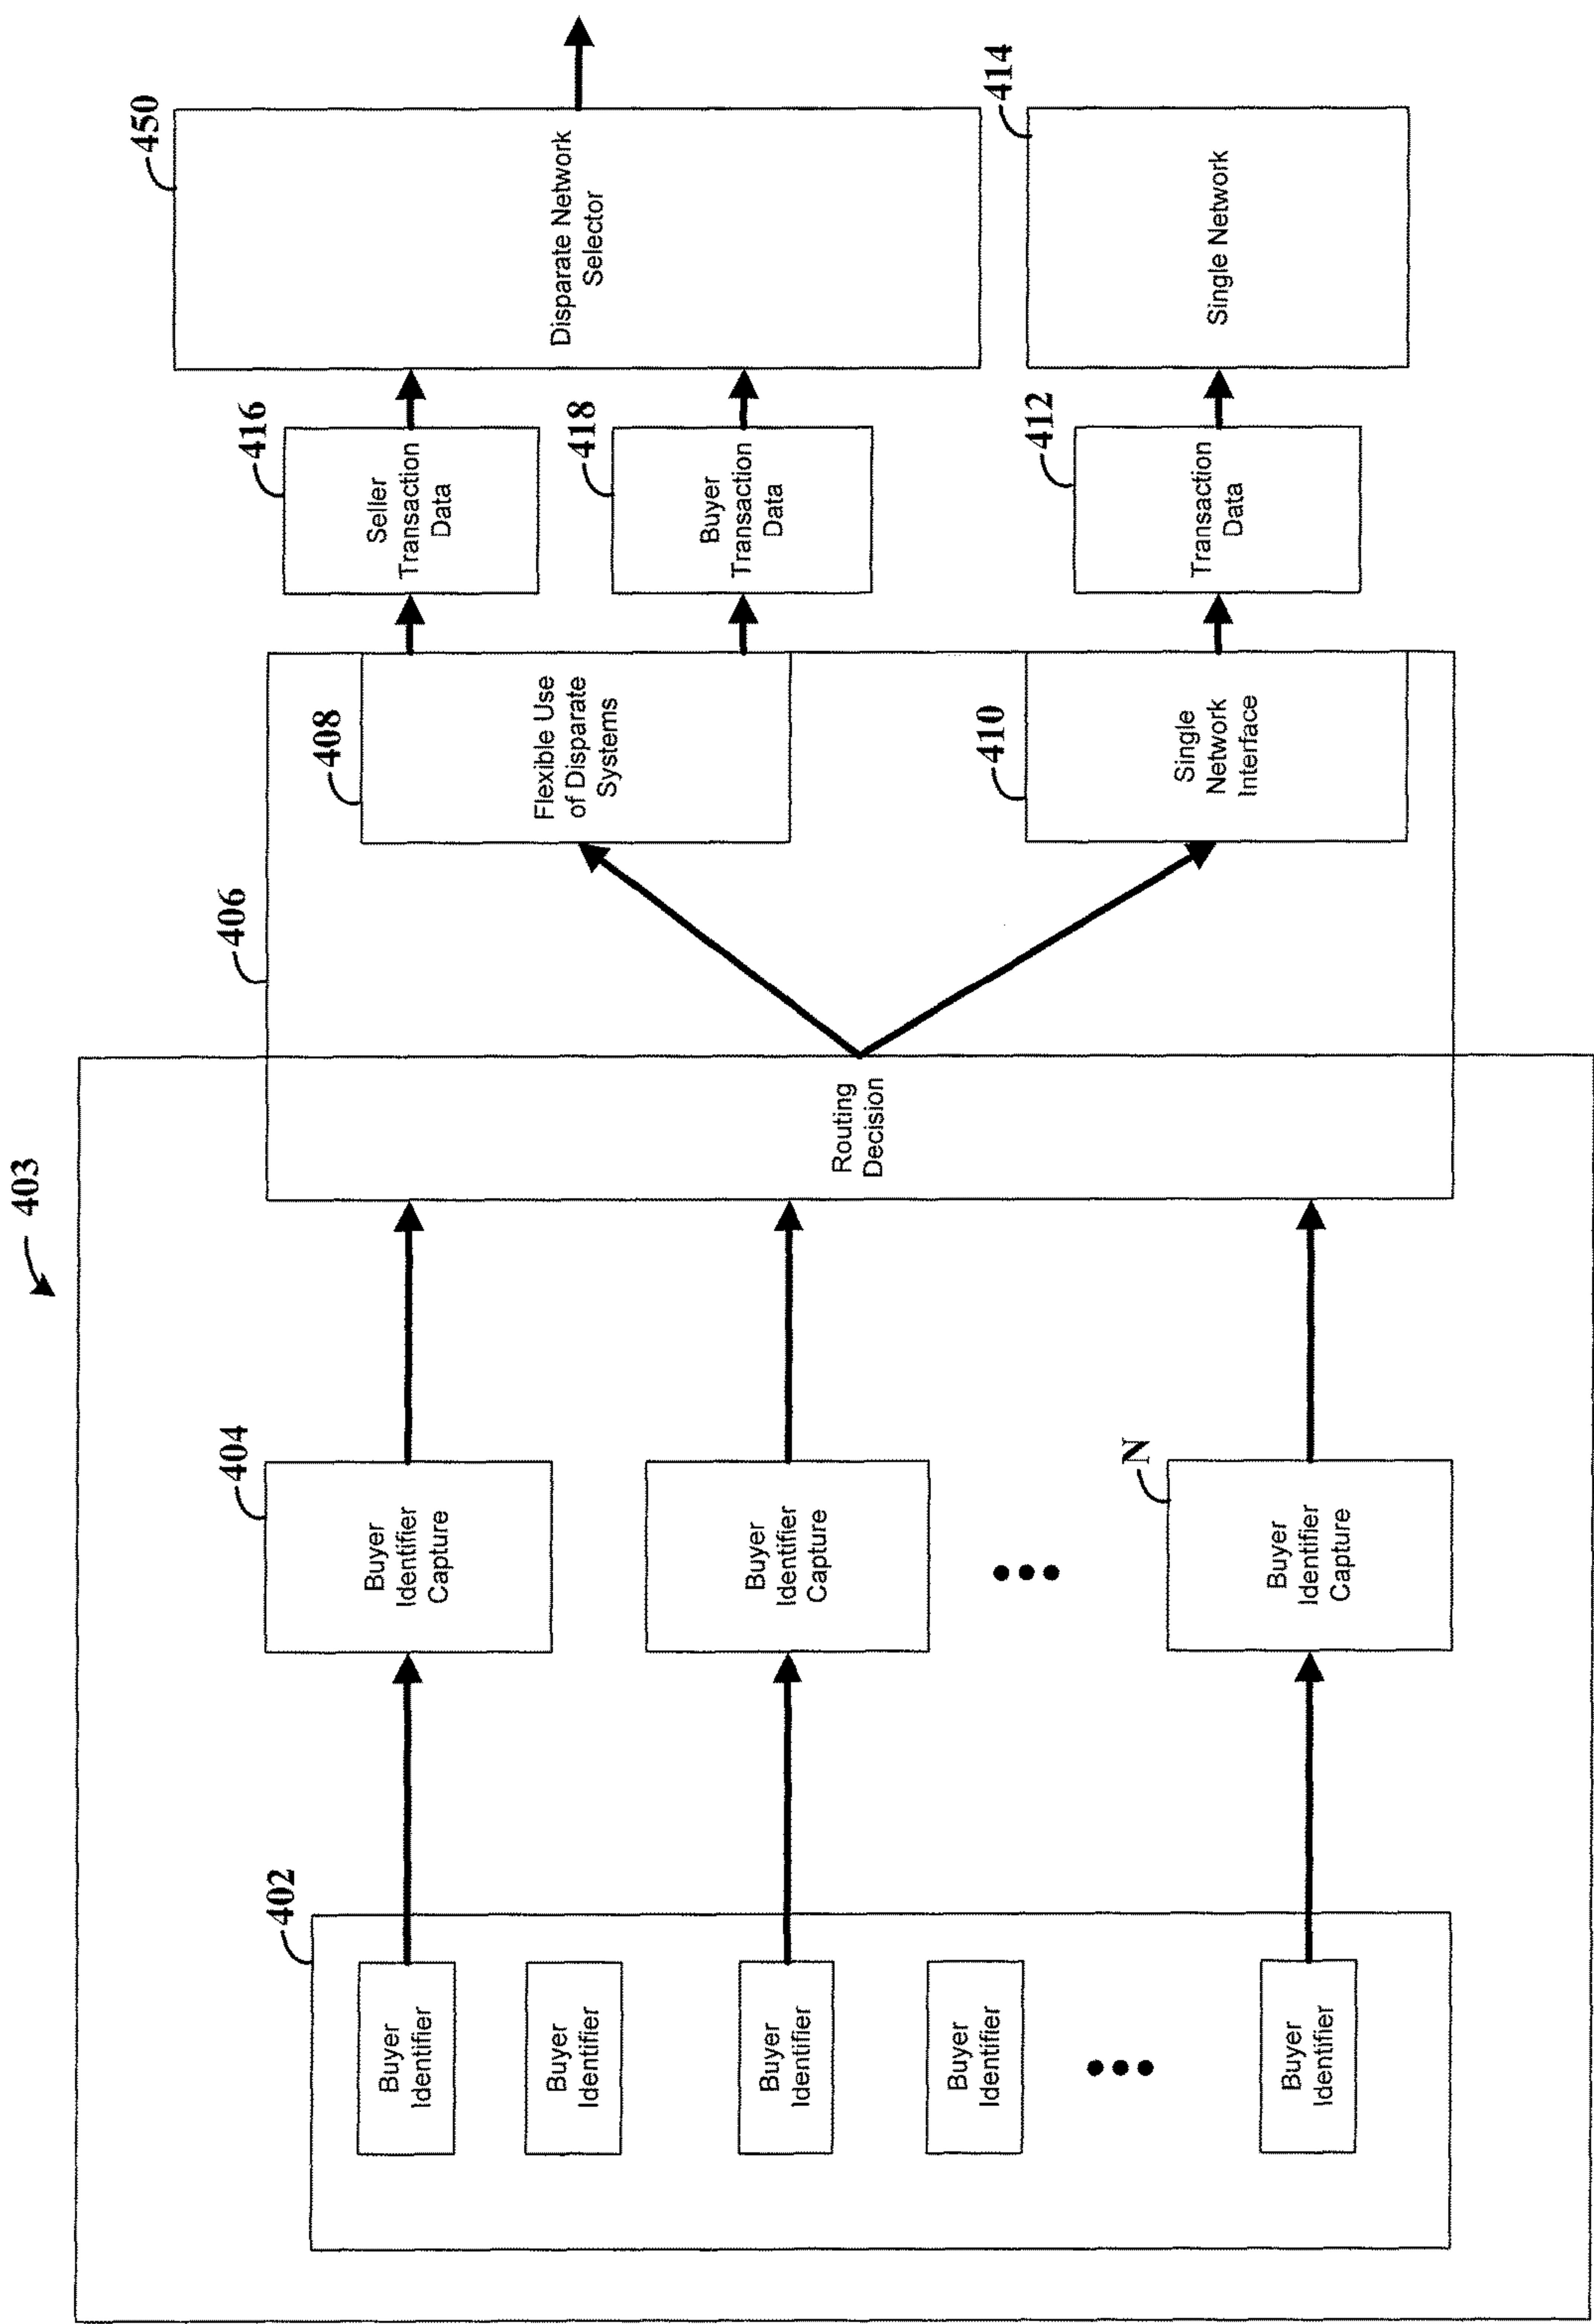 403
402
Buyer
Identifier
Buyer
Identifier
Buyer
Identifier
Buyer
Identifier
Buyer
Identifier
404
Buyer
Identifier
Capture
Buyer
Identifier
Capture
N
Buyer
Identifier
Capture
406
Routing
Decision
408
Flexible Use
of Disparate
Systems
410
Single
Network
Interface
416
Seller
Transaction
Data
418
Buyer
Transaction
Data
412
Transaction
Data
450
Disparate Network
Selector
414
Single Network